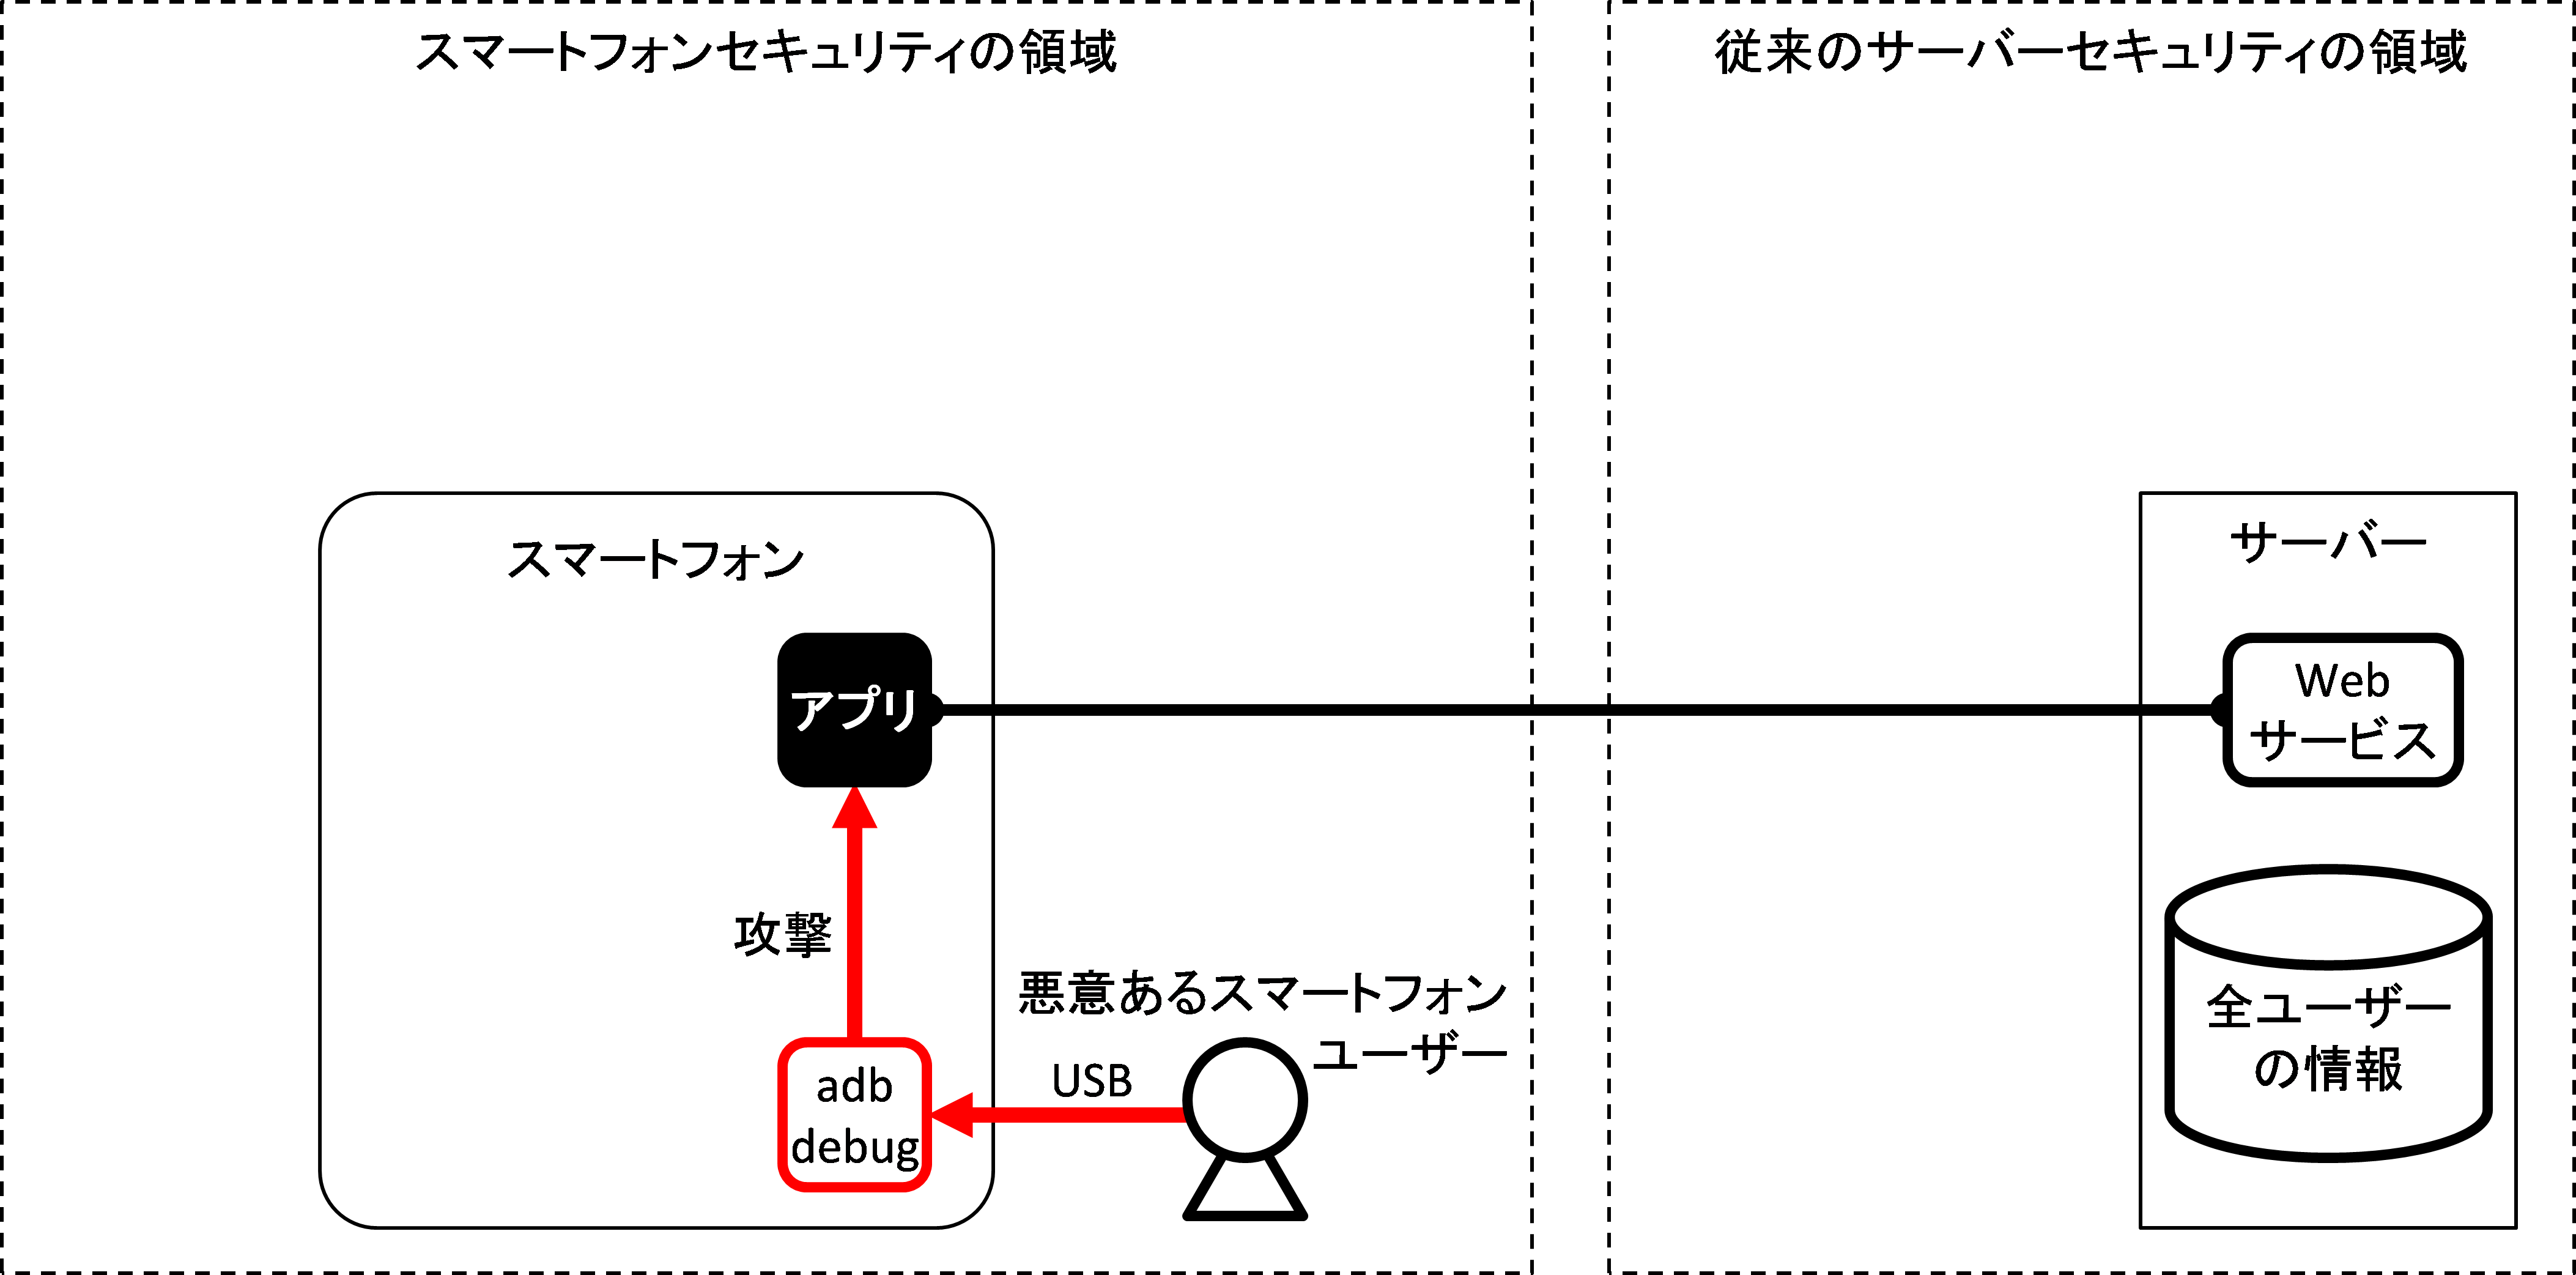 スマートフォンセキュリティの領域
従来のサーバーセキュリティの領域
スマートフォン
アプリ
攻撃
adb
debug
USB
悪意あるスマートフォン
ユーザー
サーバー
Web
サービス
全ユーザー
の情報